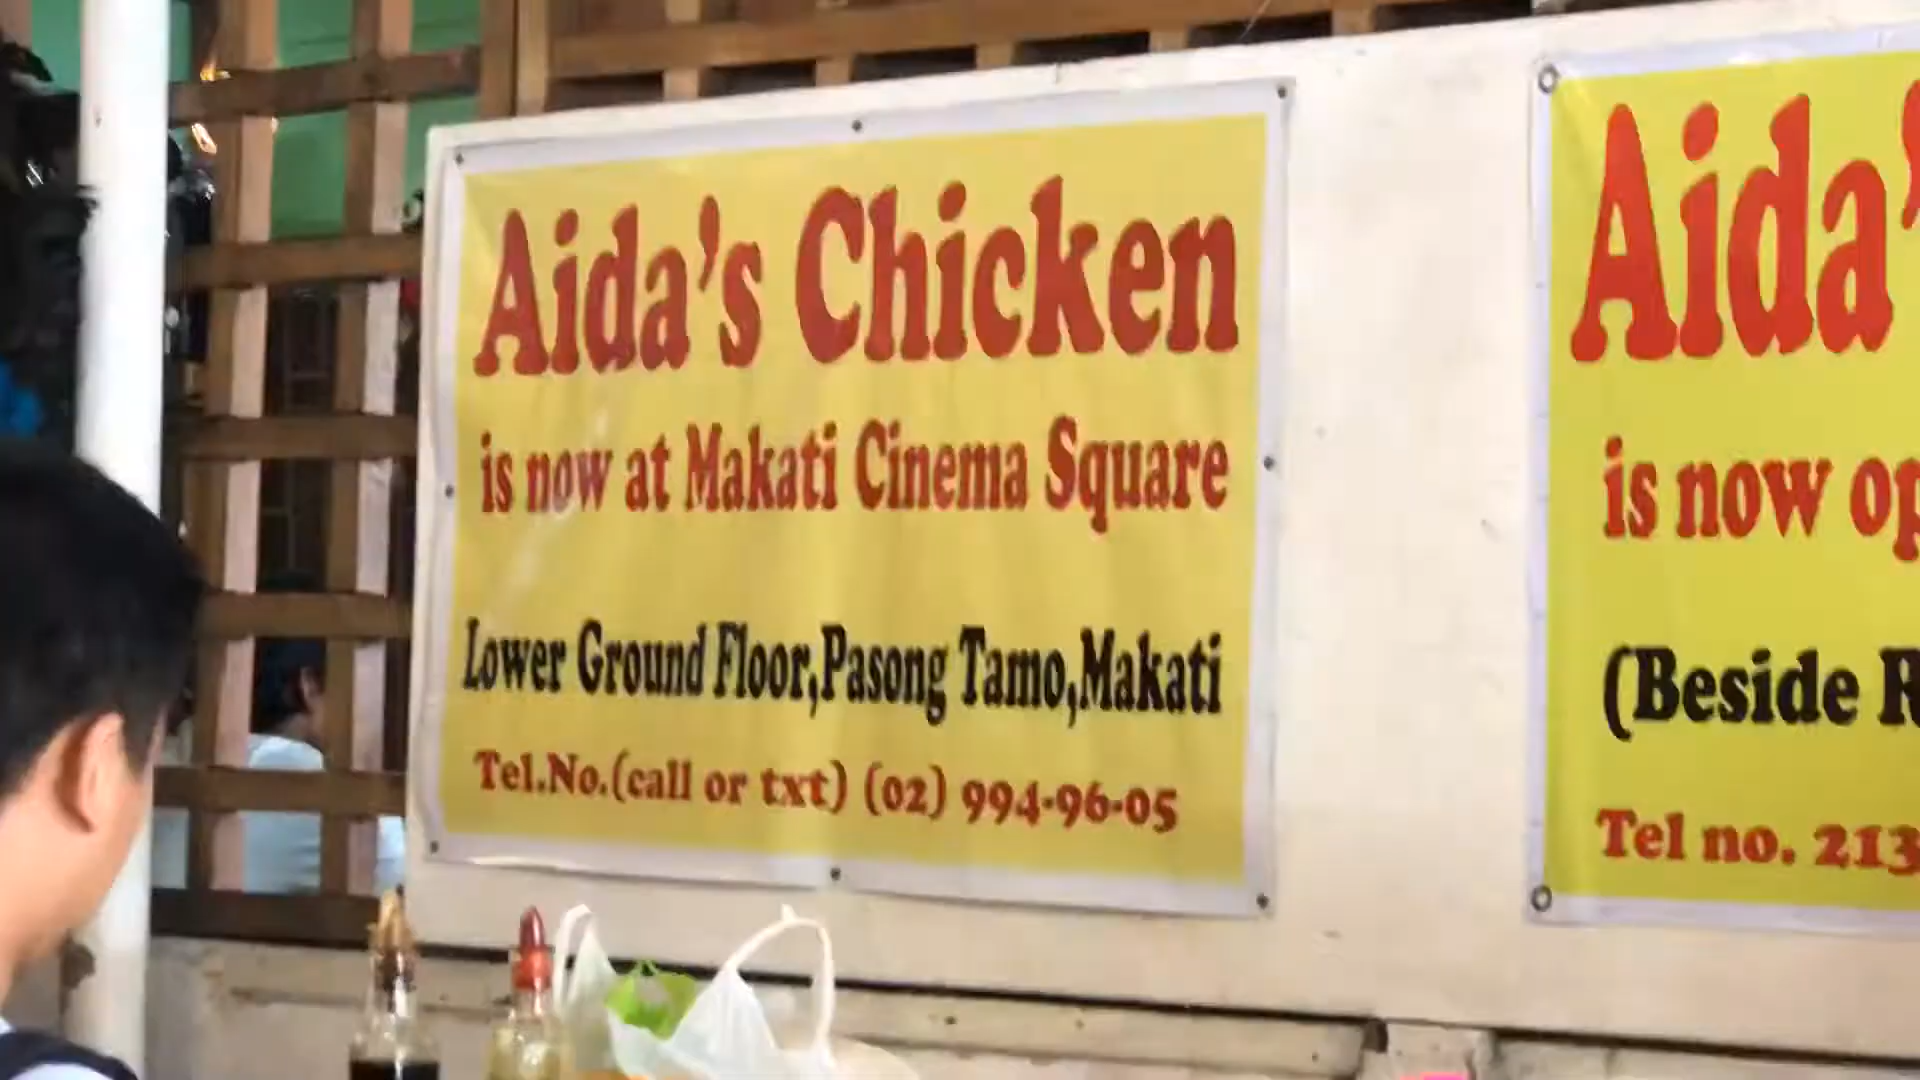 Aida's Chicken
is now at Makati Cinema Square
Lower Ground Floor,Pasong Tamo,Makati
Tel.No.(call or txt) (02) 994-96-05
Aida'
is now op
(Beside R
Tel no. 213